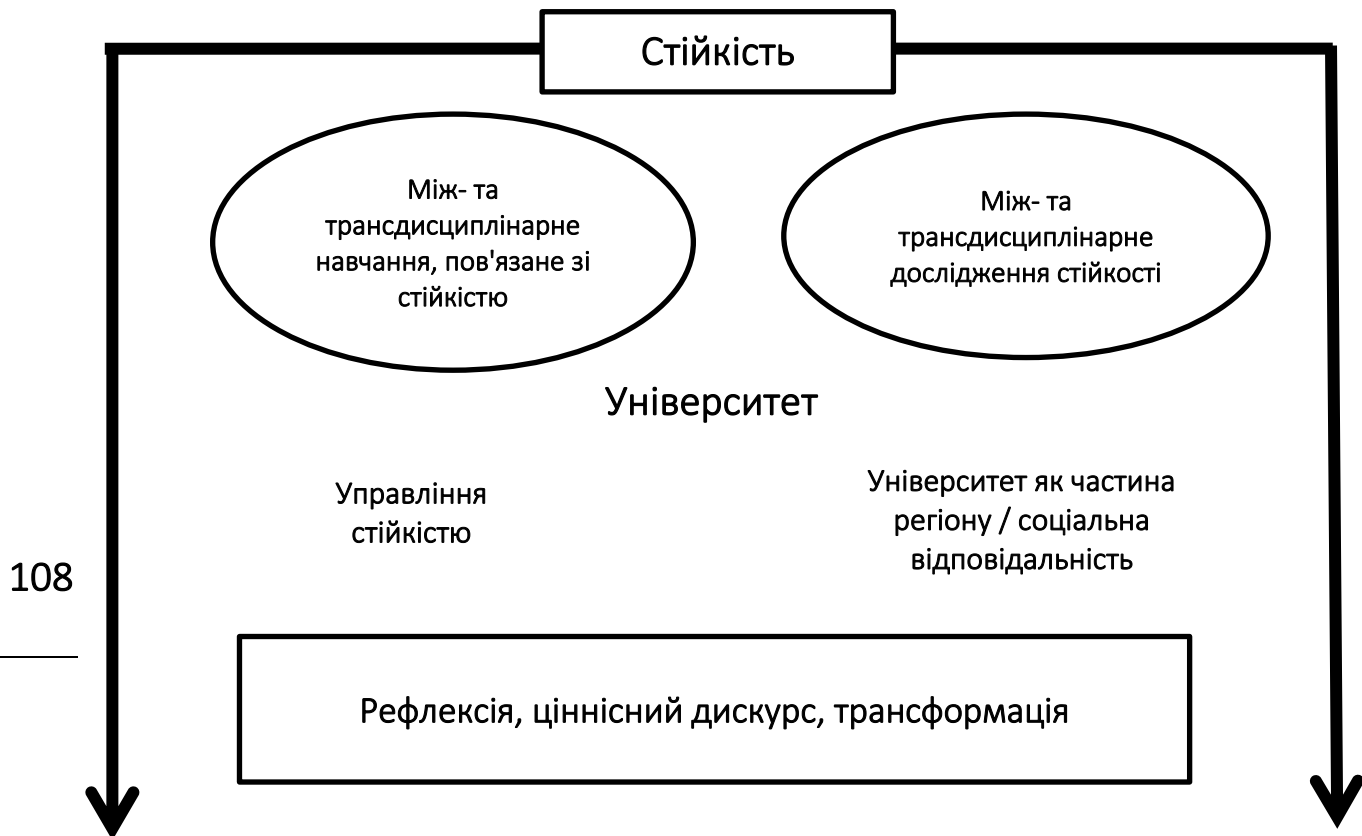 Стійкість
Між- та
трансдисциплінарне
навчання, пов'язане зі
стійкістю
Між- та
трансдисциплінарне
дослідження стійкості
Університет
Управління
стійкістю
Університет як частина
регіону / соціальна
відповідальність
108
Рефлексія, ціннісний дискурс, трансформація